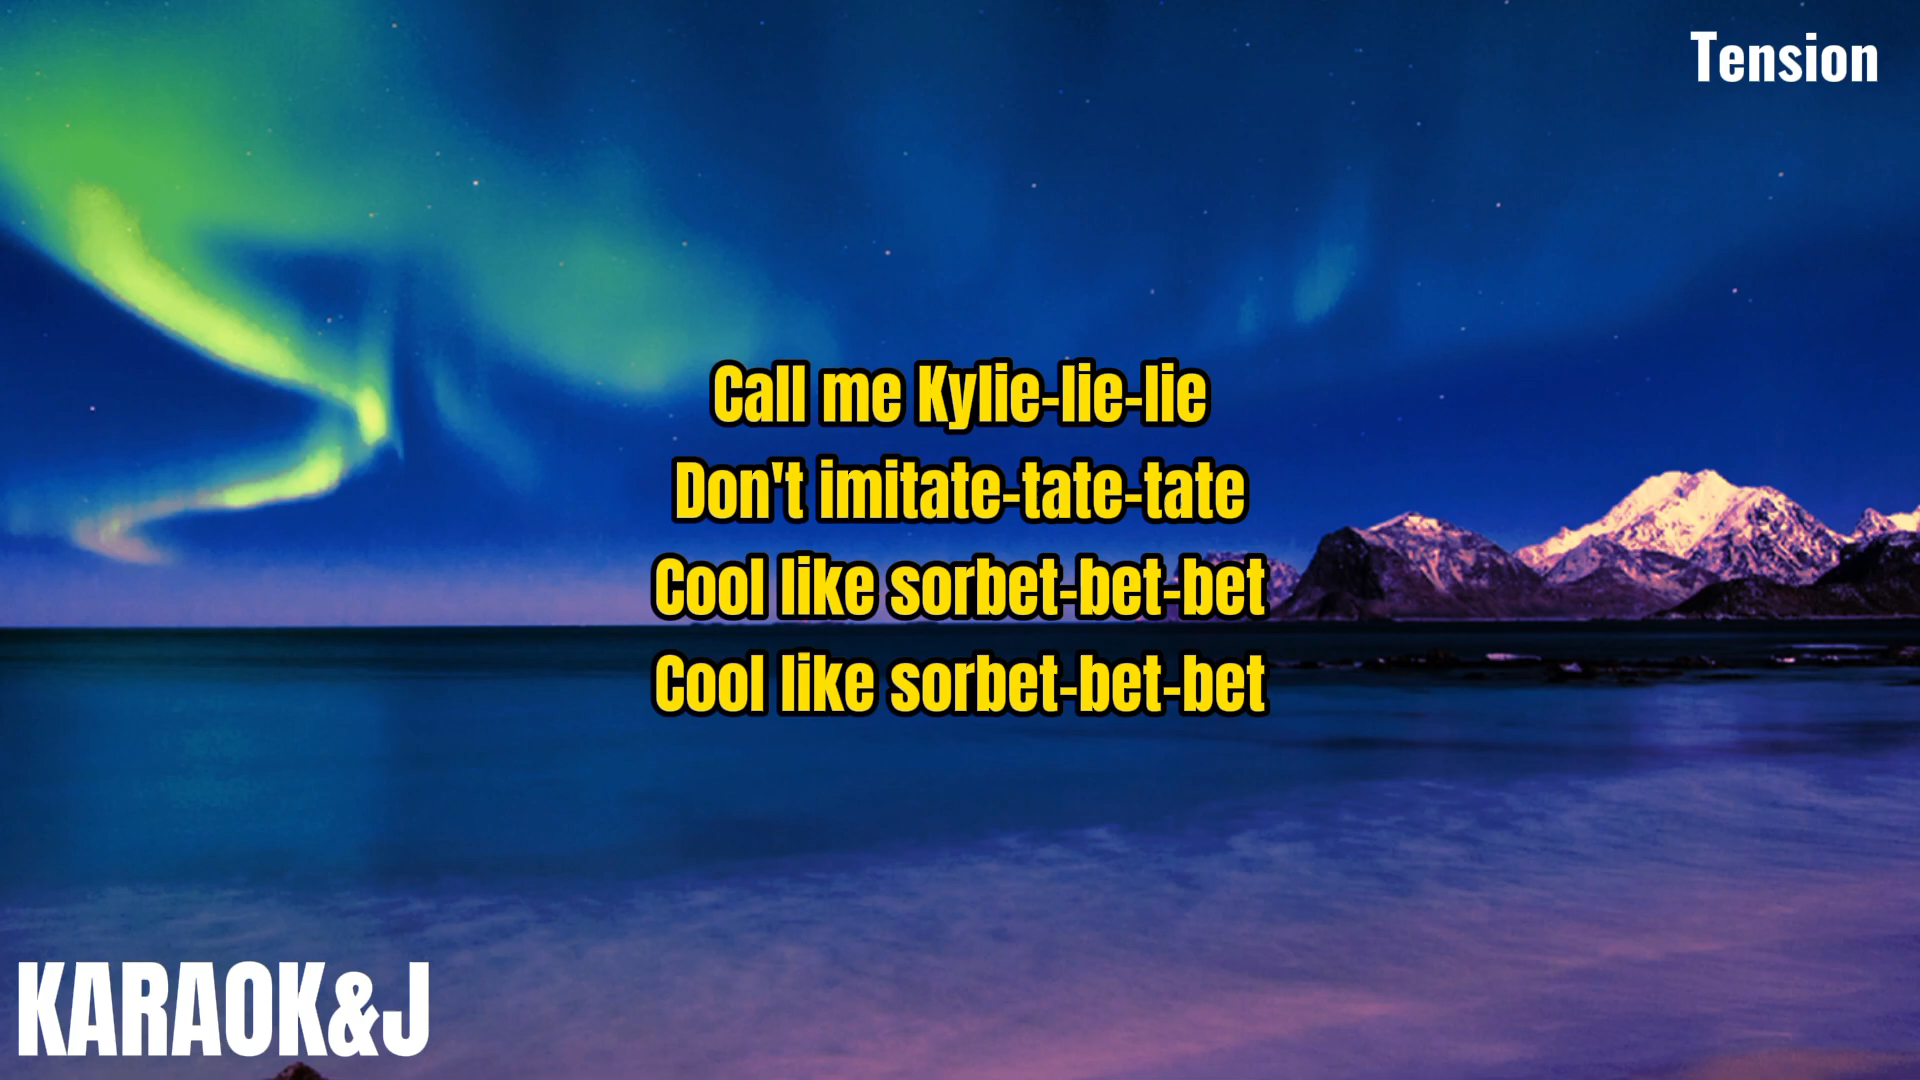 Tension
Call me Kylie-lie-lie
Don't imitate-tate-tate
Cool like sorbet-bet-bet
Cool like sorbet-bet-bet
KARAOK&J